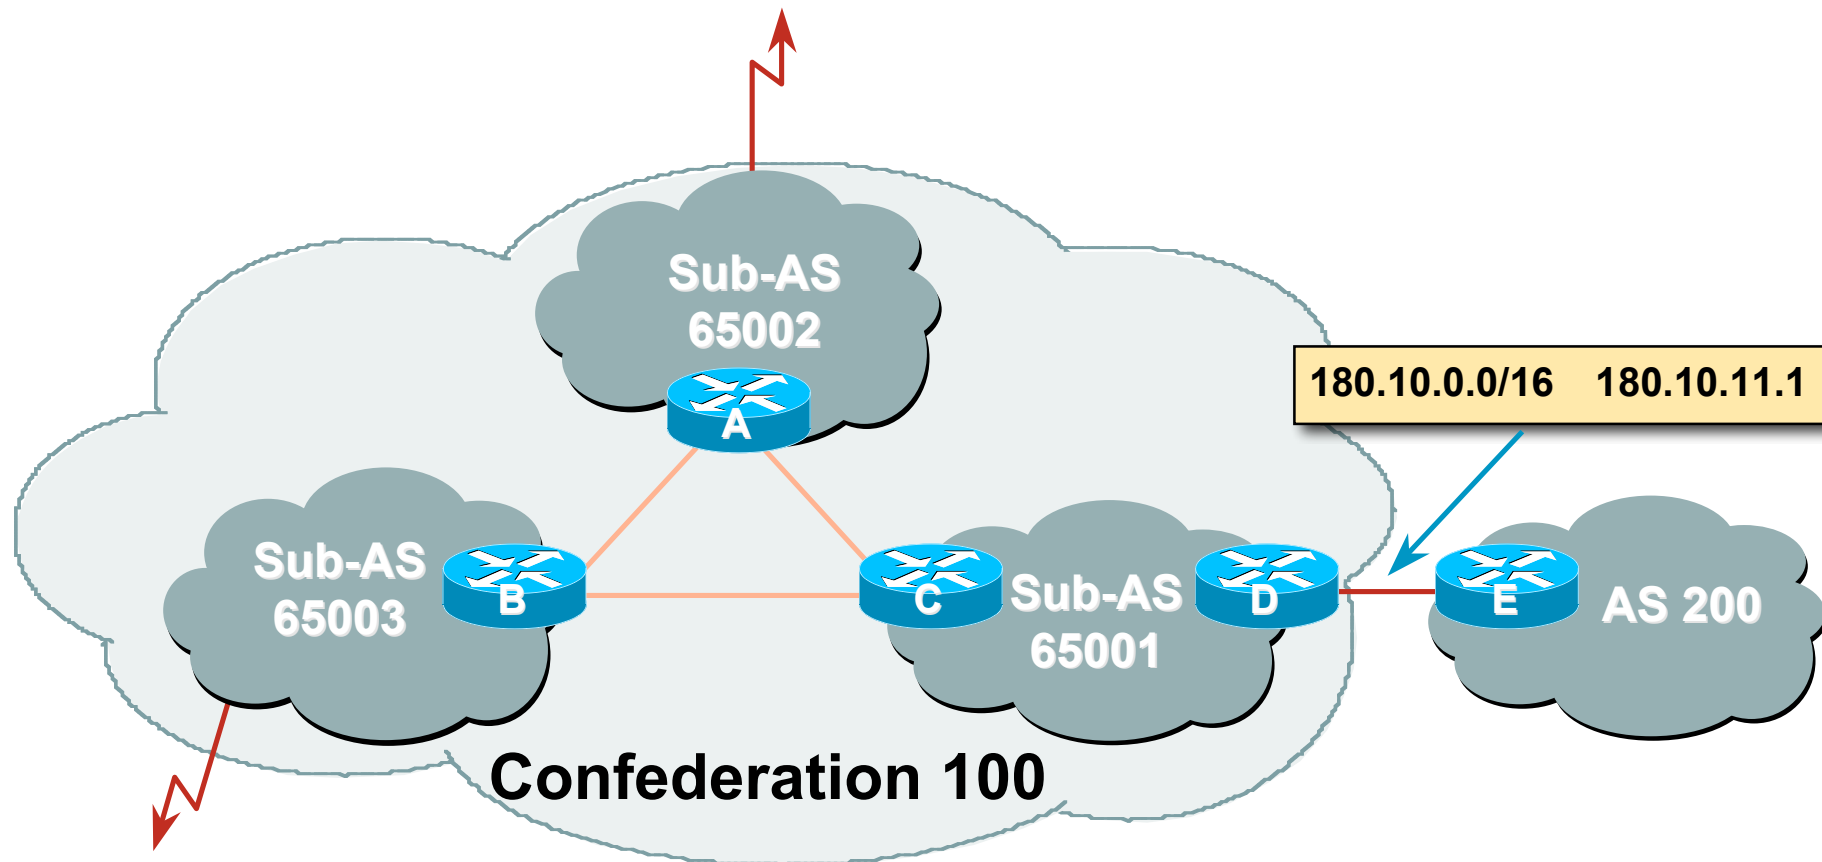 Sub-AS
65002
A
180.10.0.0/16 180.10.11.1
Sub-AS
65003
B
C
Sub-AS
65001
D
E
AS 200
Confederation 100